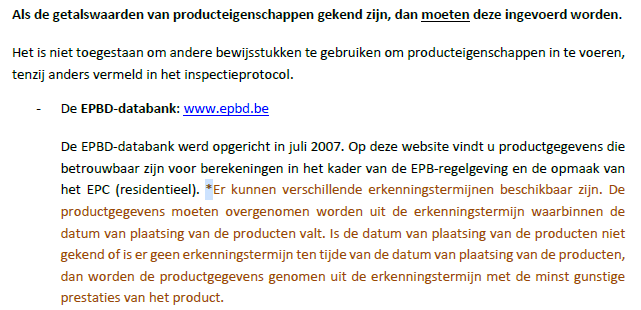 Als de getalswaarden van producteigenschappen gekend zijn, dan moeten deze ingevoerd worden.
Het is niet toegestaan om andere bewijsstukken te gebruiken om producteigenschappen in te voeren,
tenzij anders vermeld in het inspectieprotocol.
- De EPBD-databank: www.epbd.be
De EPBD-databank werd opgericht in juli 2007. Op deze website vindt u productgegevens die
betrouwbaar zijn voor berekeningen in het kader van de EPB-regelgeving en de opmaak van
het EPC (residentieel). *Er kunnen verschillende erkenningstermijnen beschikbaar zijn. De
productgegevens moeten overgenomen worden uit de erkenningstermijn waarbinnen de
datum van plaatsing van de producten valt. Is de datum van plaatsing van de producten niet
gekend of is er geen erkenningstermijn ten tijde van de datum van plaatsing van de producten,
dan worden de productgegevens genomen uit de erkenningstermijn met de minst gunstige
prestaties van het product.